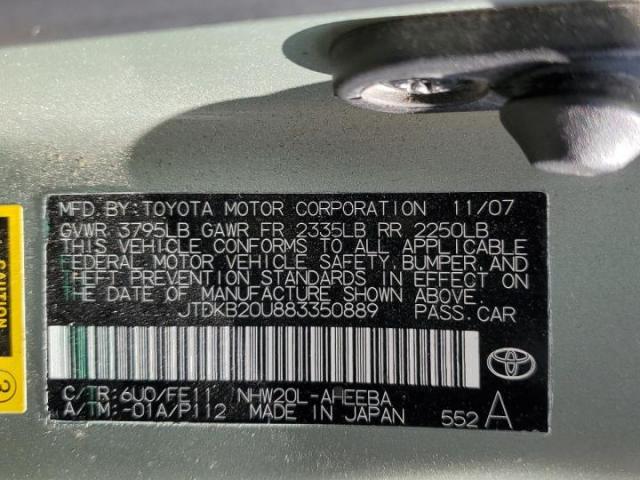 MFD. BY: TOYOTA MOTOR CORPORATION 11/07
GVWR 3795LB GAWR FR 2335LB RR 2250LB
THIS VEHICLE CONFORMS TO ALL APPLICABLE
FEDERAL MOTOR VEHICLE SAFETY, BUMPER, AND
THEFT PREVENTION STANDARDS IN EFFECT ON
THE DATE OF MANUFACTURE SHOWN ABOVE.
JTDKB20U883350889 PASS. CAR
C/TR: 6U0/FE11 NHW20L-AHEEBA
A/TM: -01A/P112 MADE IN JAPAN 552 A
CAUTION
2